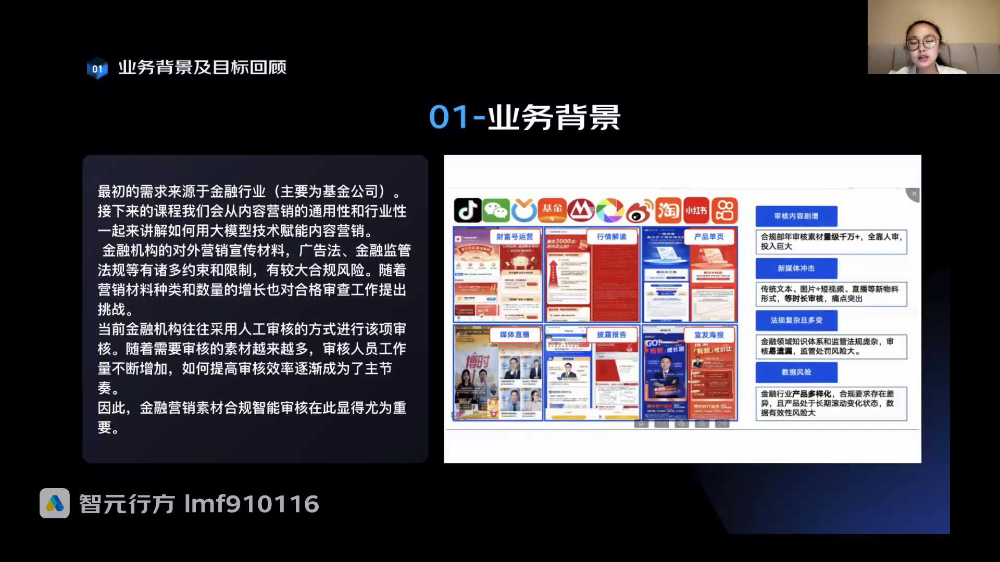 01 业务背景及目标回顾
01-业务背景
最初的需求来源于金融行业（主要为基金公司）。
接下来的课程我们会从内容营销的通用性和行业性
一起来讲解如何用大模型技术赋能内容营销。
金融机构的对外营销宣传材料，广告法、金融监管
法规等有诸多约束和限制，有较大合规风险。随着
营销材料种类和数量的增长也对合格审查工作提出
挑战。
当前金融机构往往采用人工审核的方式进行该项审
核。随着需要审核的素材越来越多，审核人员工作
量不断增加，如何提高审核效率逐渐成为了主节
奏。
因此，金融营销素材合规智能审核在此显得尤为重
要。
基金
淘
小红书
财富号运营
行情解读
产品单页
3000点
媒体直播
披露报告
宣发海报
博时
GO!
"有凯"成长圈
审核内容剧增
合规部年审核素材量级千万+，全靠人审，
投入巨大
新媒体冲击
传统文本、图片+短视频、直播等新物料
形式，等时长审核，痛点突出
法规复杂且多变
金融领域知识体系和监管法规庞杂，审
核易遗漏，监管处罚风险大。
数据风险
金融行业产品多样化，合规要求存在差
异，且产品处于长期滚动变化状态，数
据有效性风险大
智元行方 lmf910116